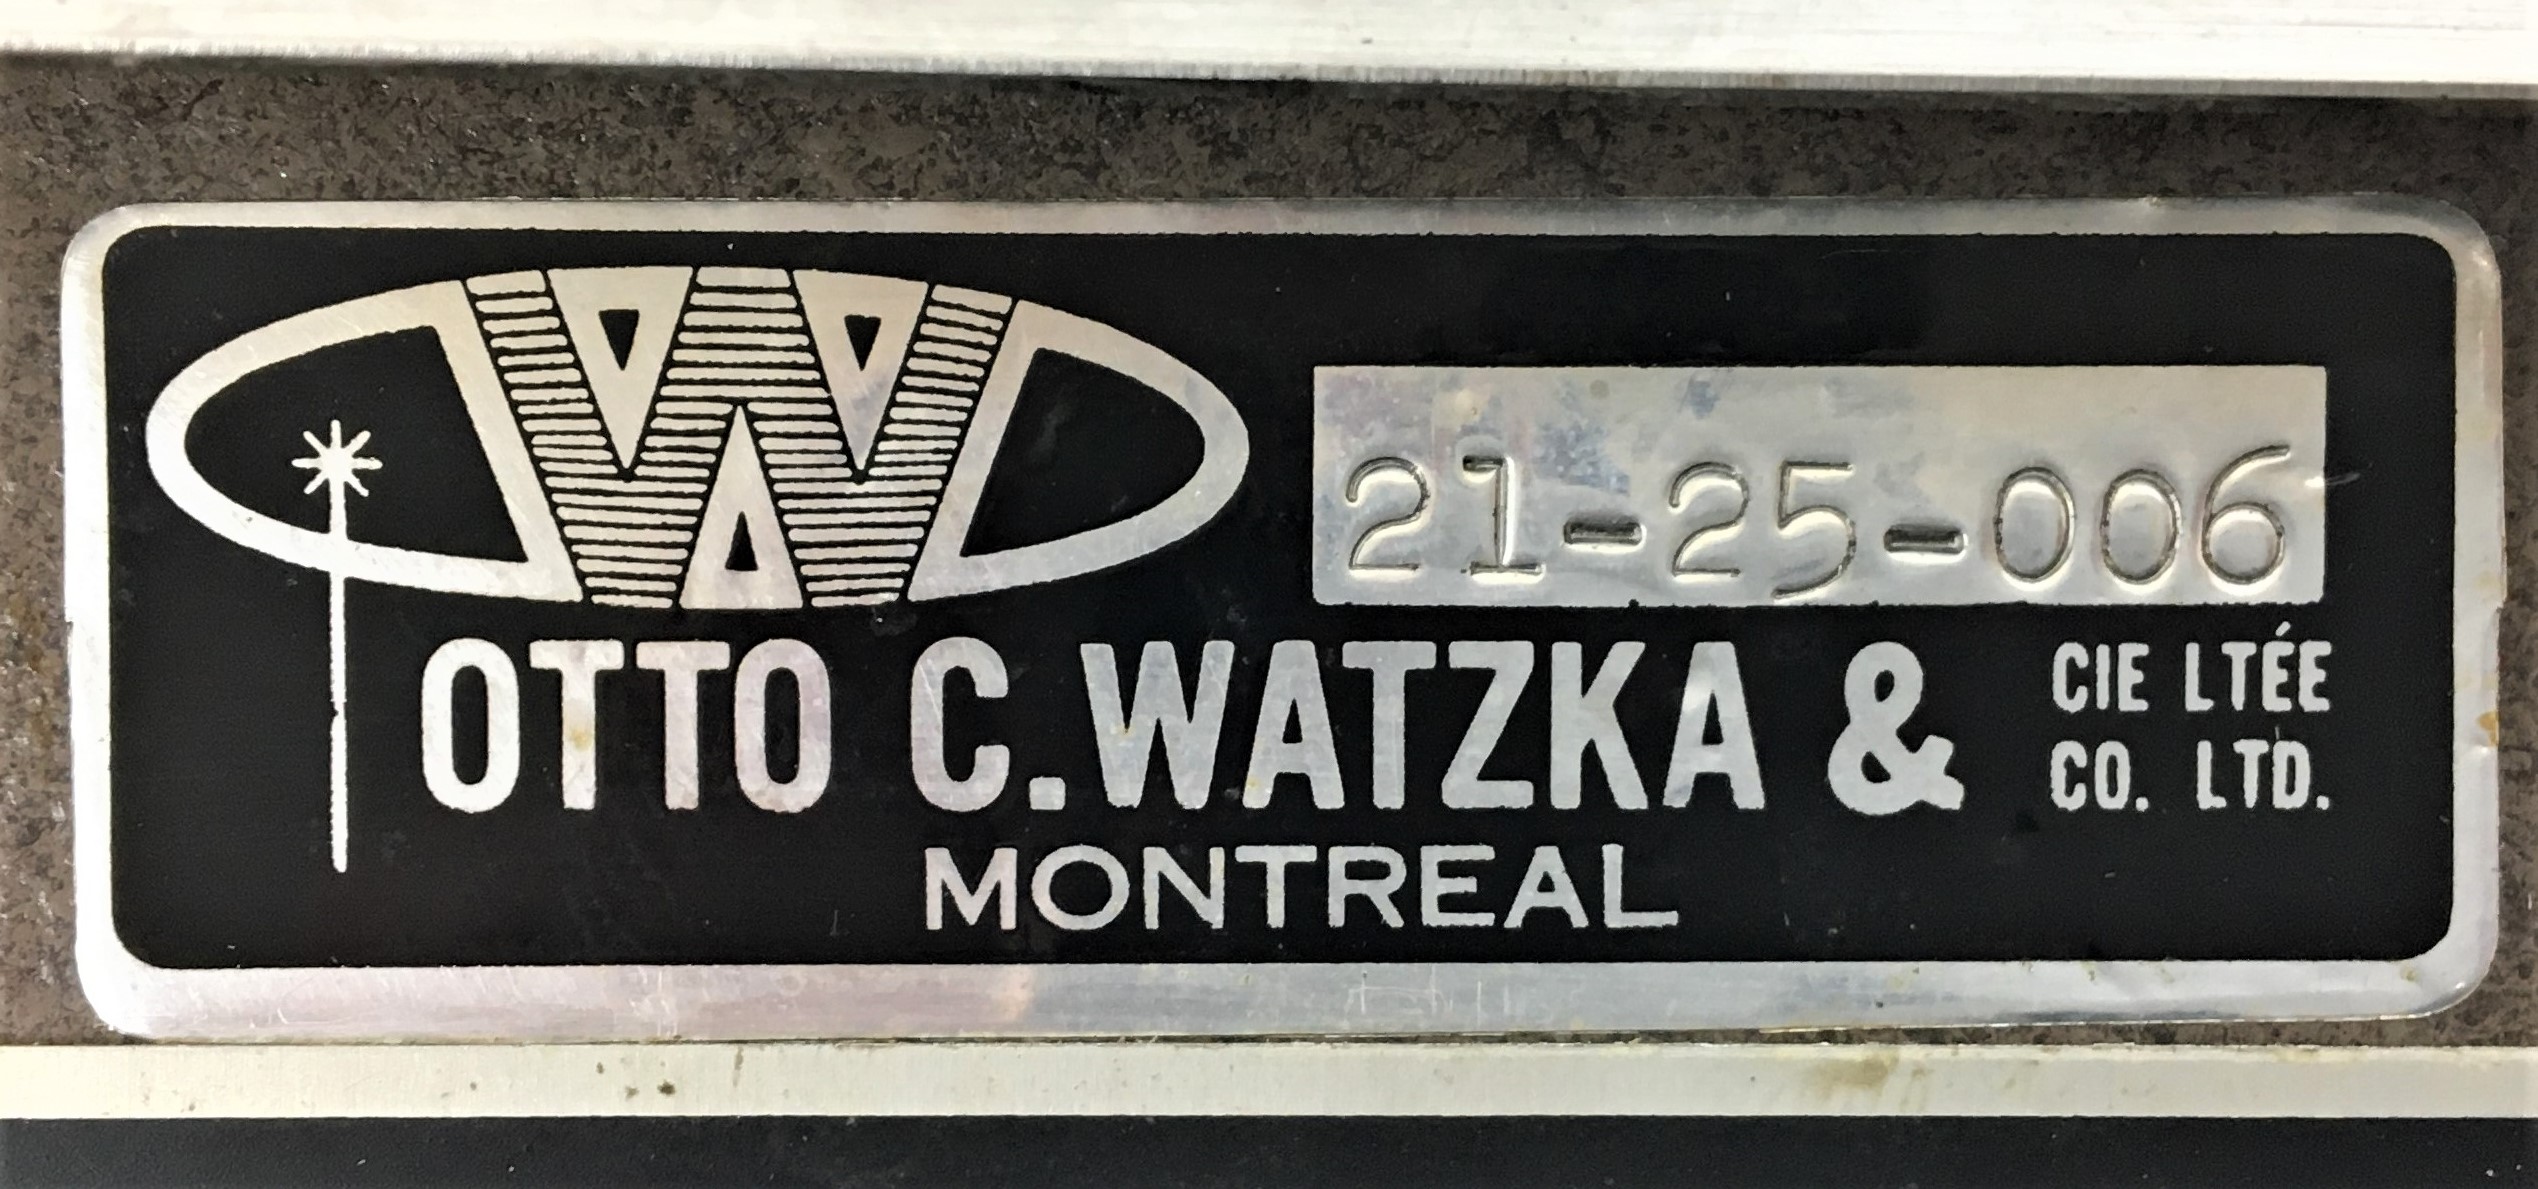 W
21-25-006
OTTO C. WATZKA & CIE LTÉE
CO. LTD.
MONTREAL